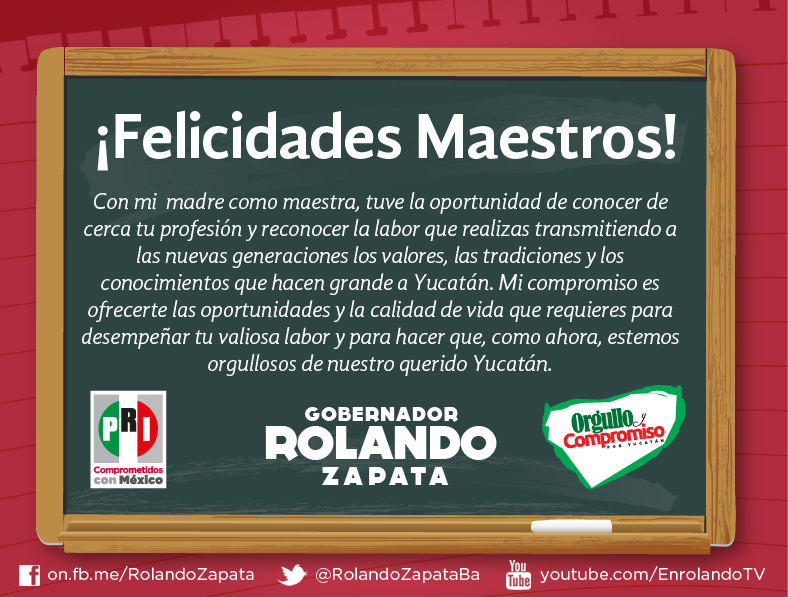 ¡Felicidades Maestros!
Con mi madre como maestra, tuve la oportunidad de conocer de
cerca tu profesión y reconocer la labor que realizas transmitiendo a
las nuevas generaciones los valores, las tradiciones y los
conocimientos que hacen grande a Yucatán. Mi compromiso es
ofrecerte las oportunidades y la calidad de vida que requieres para
desempeñar tu valiosa labor y para hacer que, como ahora, estemos
orgullosos de nuestro querido Yucatán.
PRI
Comprometidos
con México
GOBERNADOR
ROLANDO
ZAPATA
Orgullo y
Compromiso
POR YUCATÁN
f on.fb.me/RolandoZapata
@RolandoZapataBa
You
Tube
youtube.com/EnrolandoTV